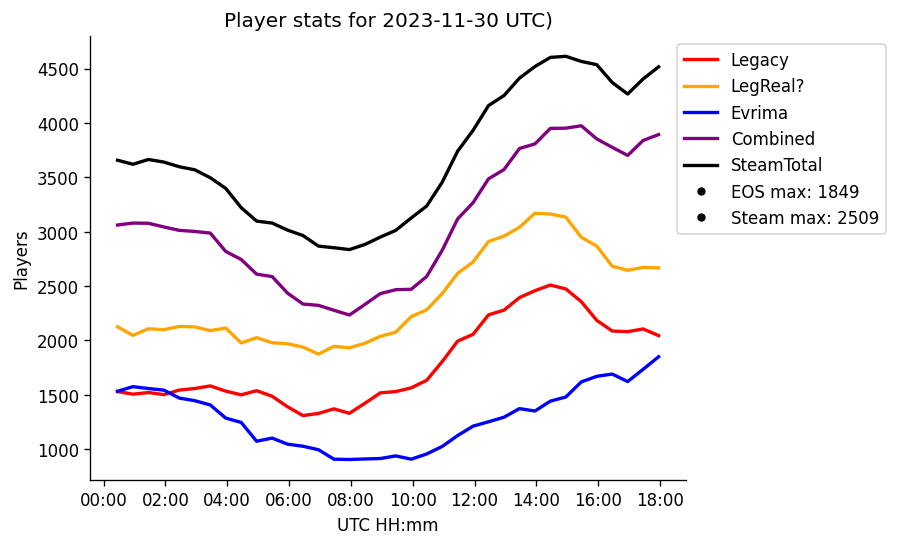 Player stats for 2023-11-30 UTC)
Players
4500
4000
3500
3000
2500
2000
1500
1000
00:00 02:00 04:00 06:00 08:00 10:00 12:00 14:00 16:00 18:00
UTC HH:mm
Legacy
LegReal?
Evrima
Combined
SteamTotal
EOS max: 1849
Steam max: 2509